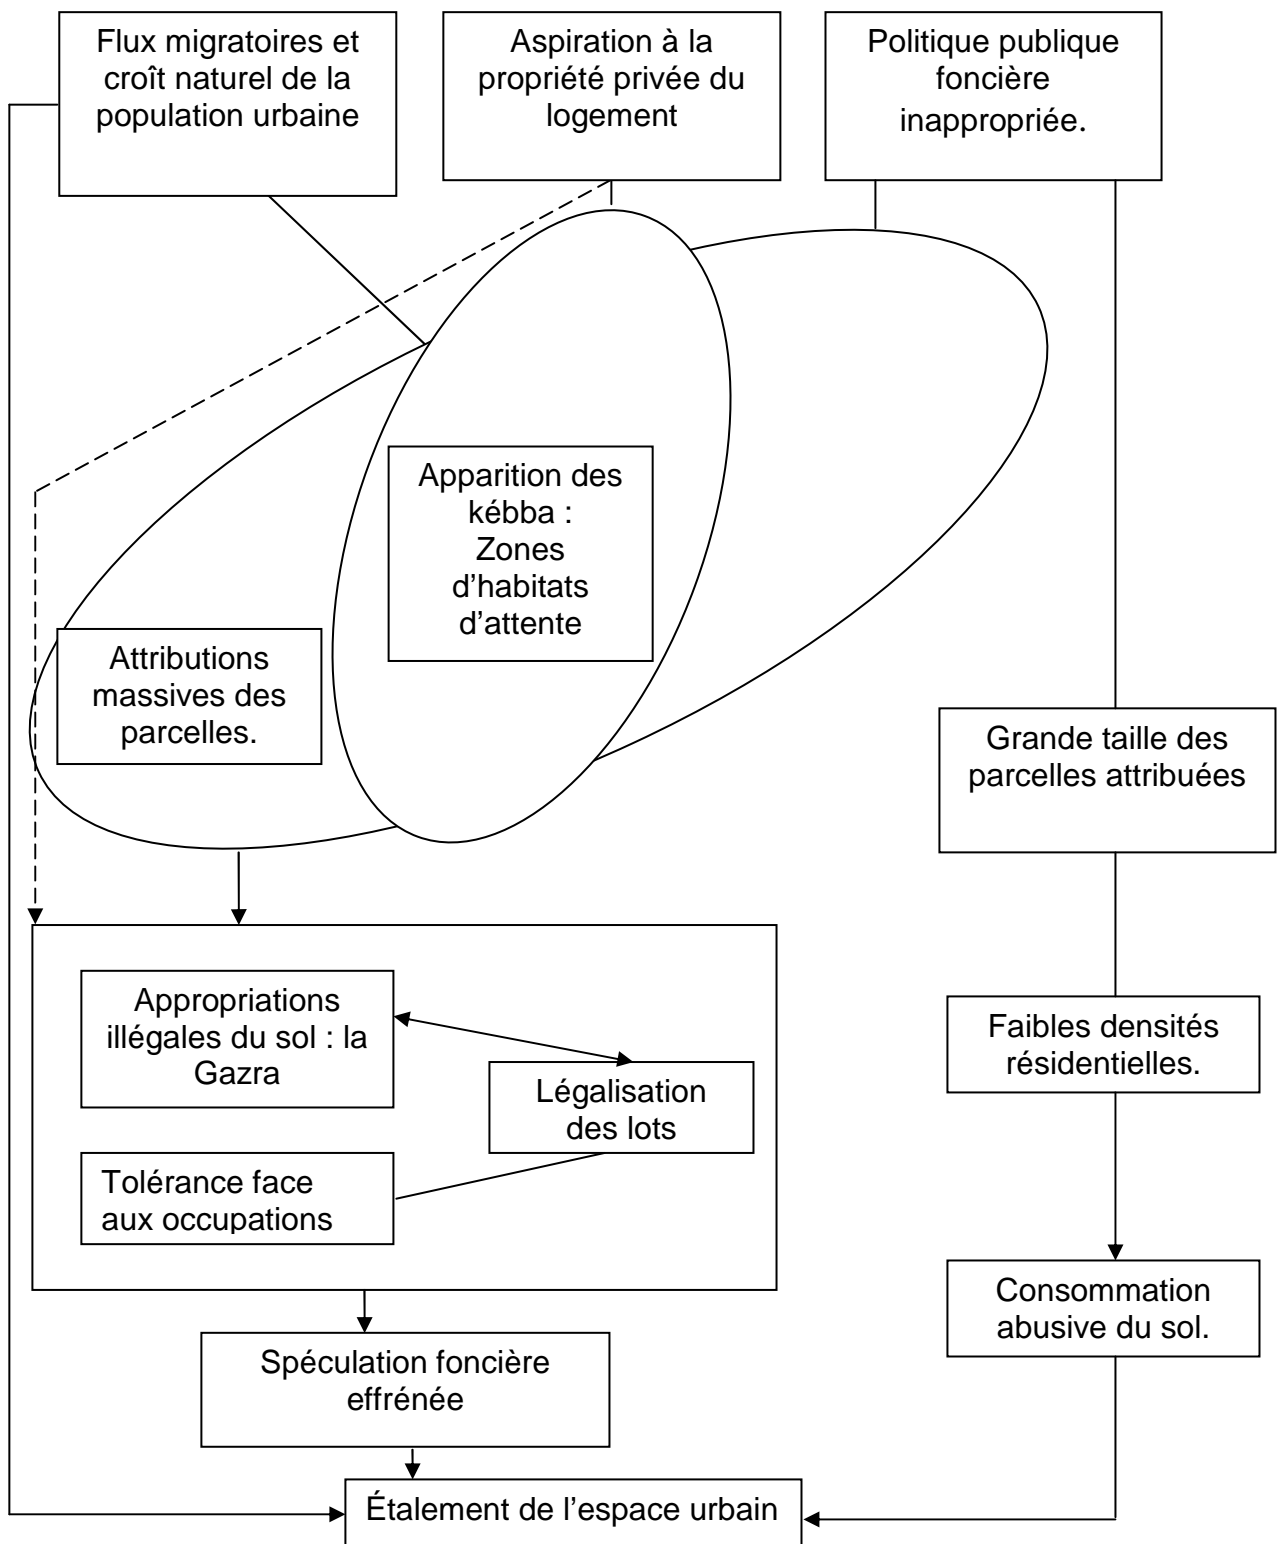 Flux migratoires et
croît naturel de la
population urbaine
Aspiration à la
propriété privée du
logement
Politique publique
foncière
inappropriée.
Apparition des
kébba :
Zones
d’habitats
d’attente
Attributions
massives des
parcelles.
Grande taille des
parcelles attribuées
Appropriations
illégales du sol : la
Gazra
Légalisation
des lots
Tolérance face
aux occupations
Faibles densités
résidentielles.
Consommation
abusive du sol.
Spéculation foncière
effrénée
Étalement de l’espace urbain